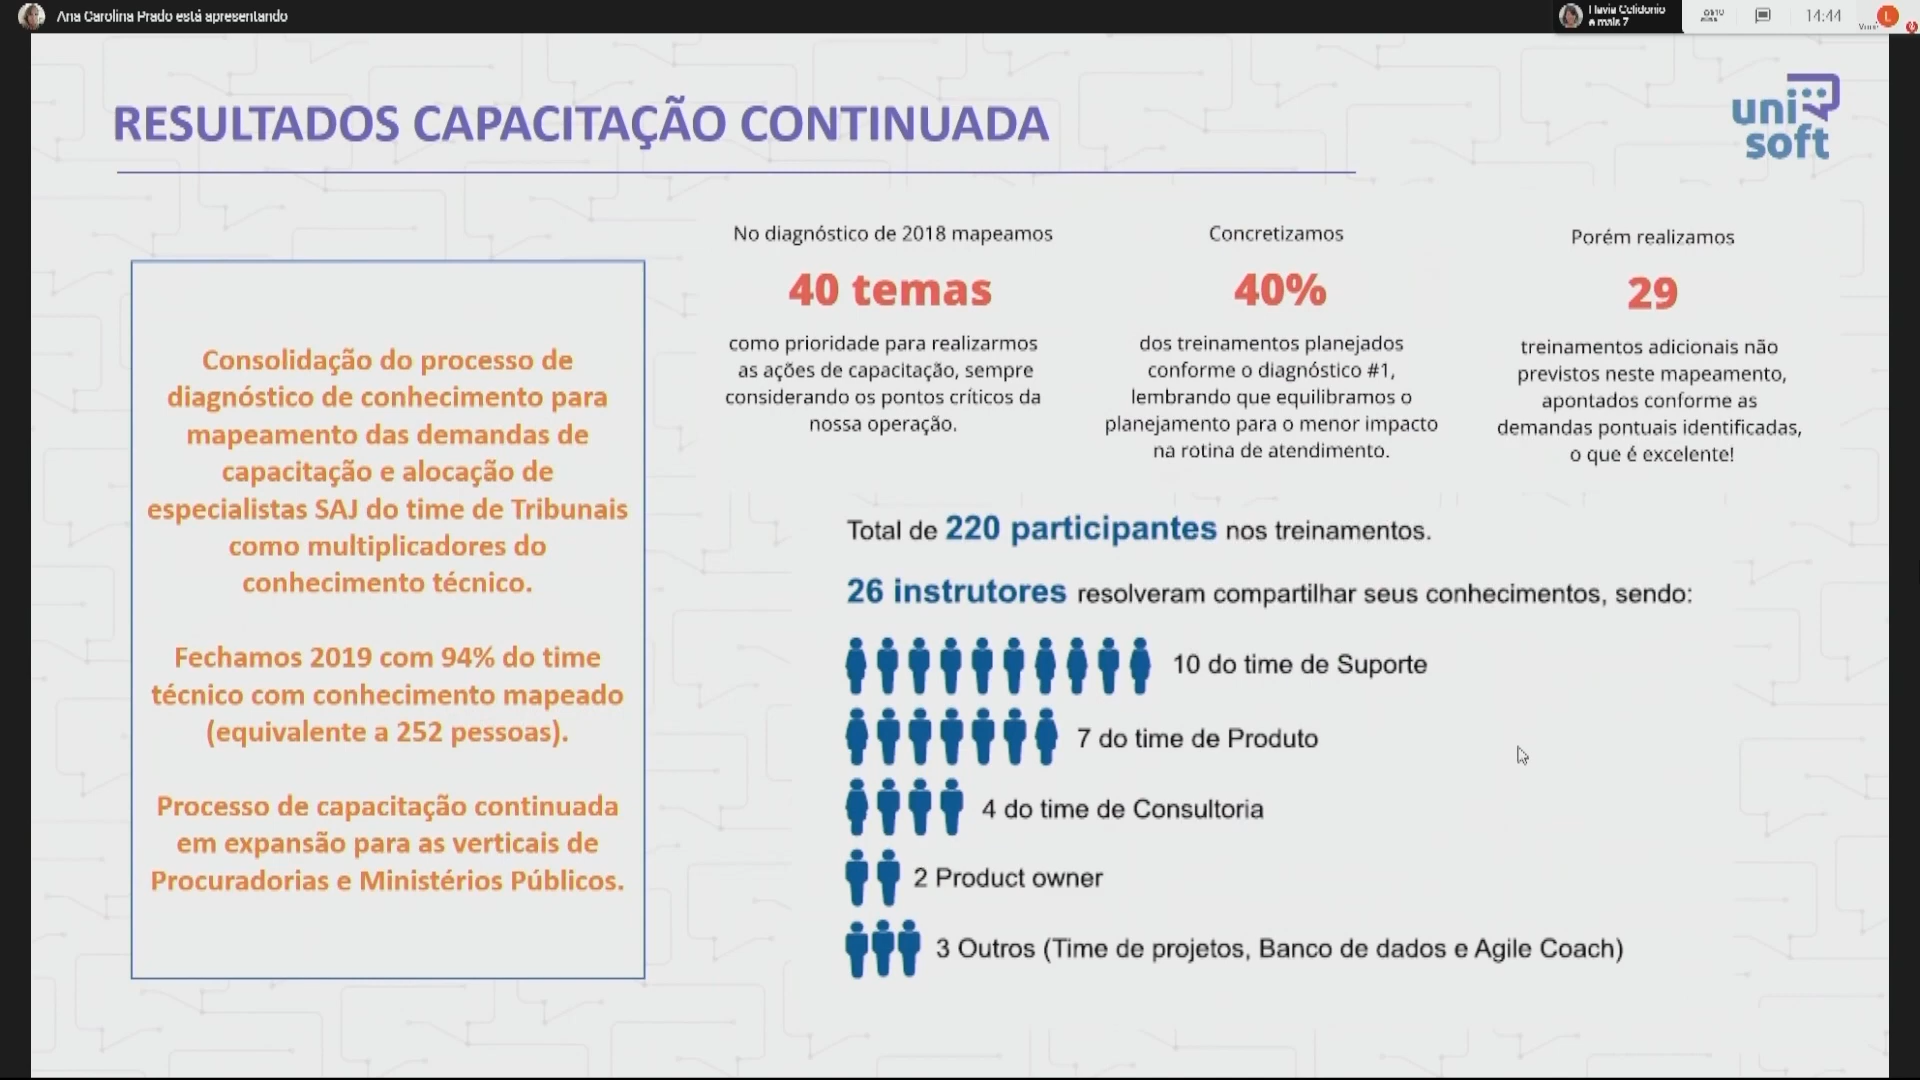 Ana Carolina Prado está apresentando
e mais 7
14:44
L
RESULTADOS CAPACITAÇÃO CONTINUADA
uni
soft
Consolidação do processo de
diagnóstico de conhecimento para
mapeamento das demandas de
capacitação e alocação de
especialistas SAJ do time de Tribunais
como multiplicadores do
conhecimento técnico.
Fechamos 2019 com 94% do time
técnico com conhecimento mapeado
(equivalente a 252 pessoas).
Processo de capacitação continuada
em expansão para as verticais de
Procuradorias e Ministérios Públicos.
No diagnóstico de 2018 mapeamos
40 temas
como prioridade para realizarmos
as ações de capacitação, sempre
considerando os pontos críticos da
nossa operação.
Concretizamos
40%
dos treinamentos planejados
conforme o diagnóstico #1,
lembrando que equilibramos o
planejamento para o menor impacto
na rotina de atendimento.
Porém realizamos
29
treinamentos adicionais não
previstos neste mapeamento,
apontados conforme as
demandas pontuais identificadas,
o que é excelente!
Total de 220 participantes nos treinamentos.
26 instrutores resolveram compartilhar seus conhecimentos, sendo:
10 do time de Suporte
7 do time de Produto
4 do time de Consultoria
2 Product owner
3 Outros (Time de projetos, Banco de dados e Agile Coach)